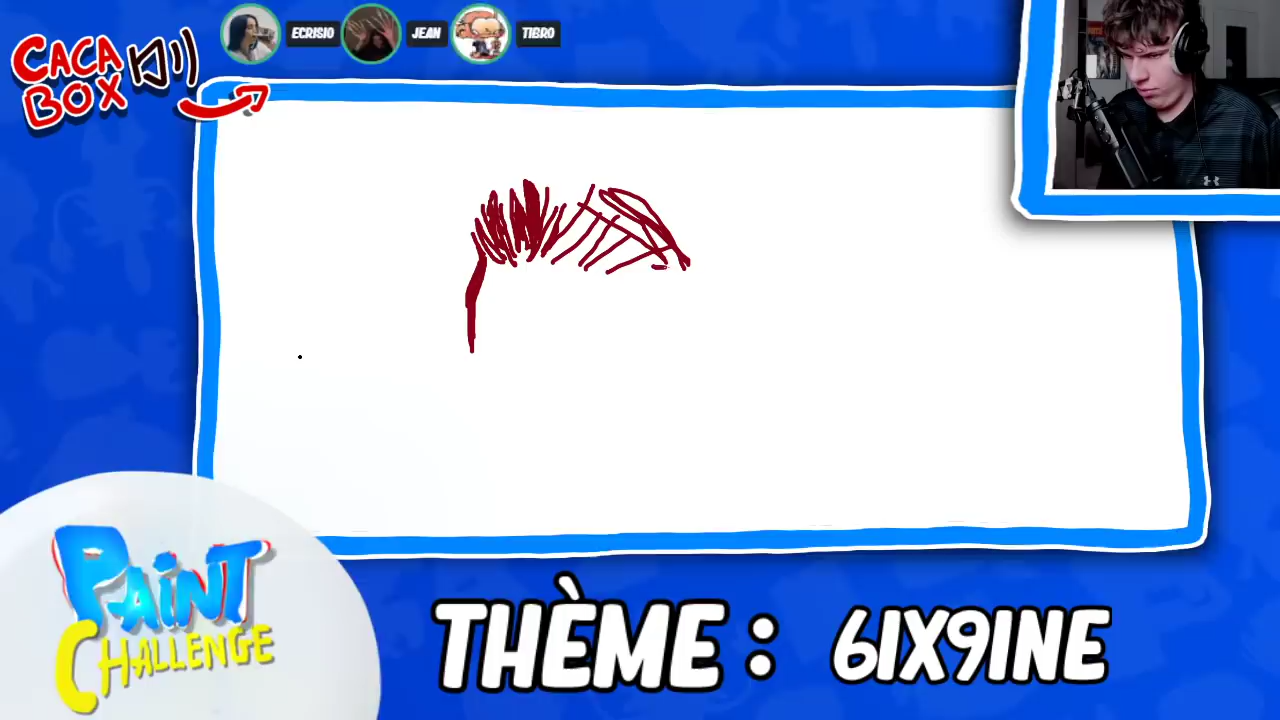 CACA
BOX
ECRISIO
JEAN
TIBRO
PAINT
CHALLENGE
THÈME : 6IX9INE